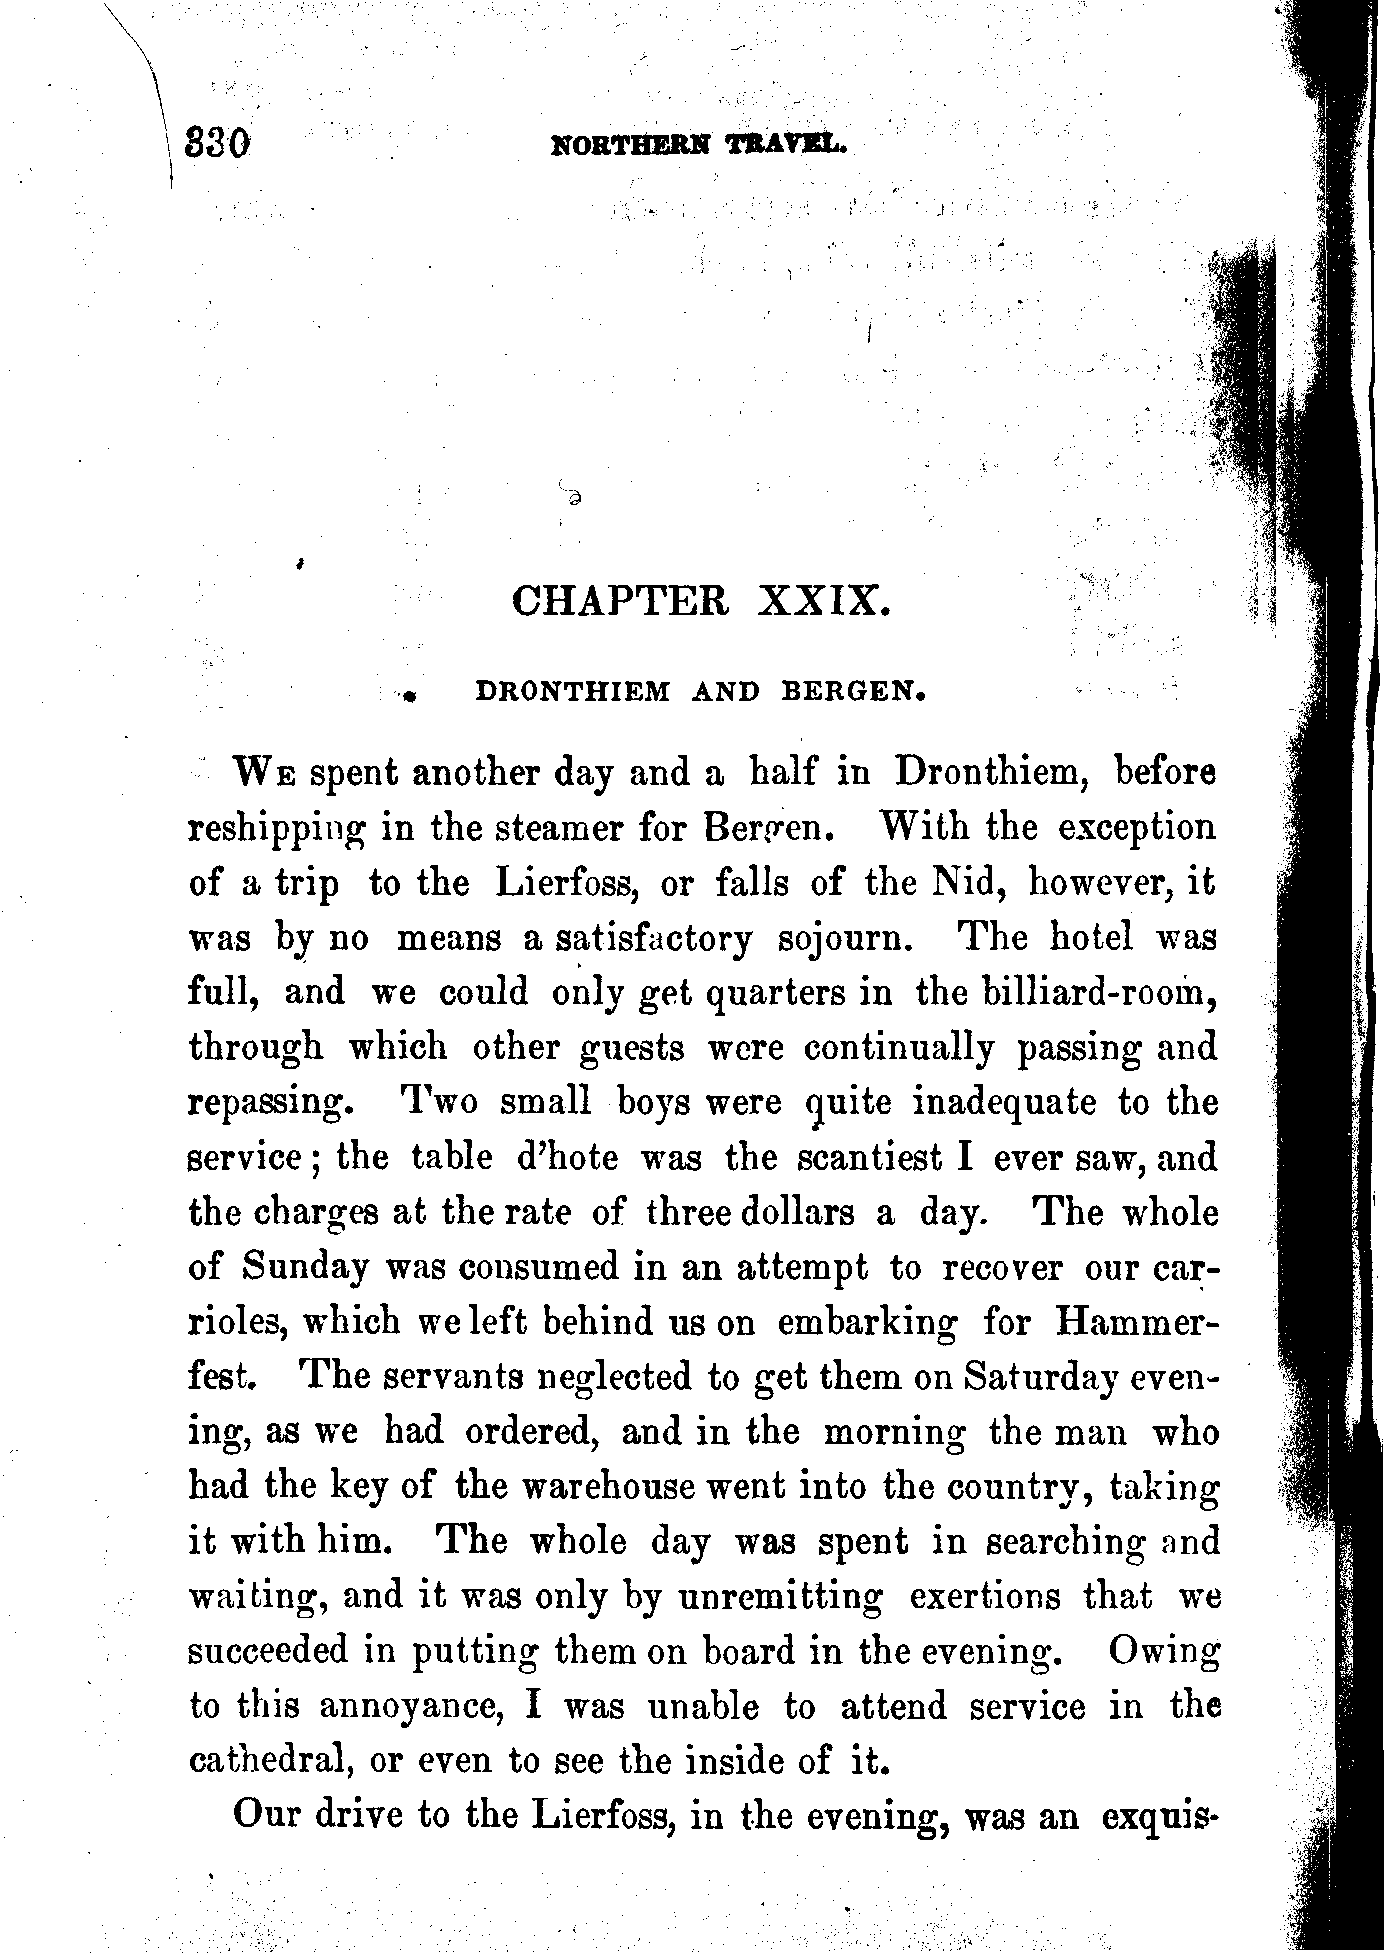 330 NORTHERN TRAVEL.
CHAPTER XXIX.
DRONTHIEM AND BERGEN.
WE spent another day and a half in Dronthiem, before
reshipping in the steamer for Bergen. With the exception
of a trip to the Lierfoss, or falls of the Nid, however, it
was by no means a satisfactory sojourn. The hotel was
full, and we could only get quarters in the billiard-room,
through which other guests were continually passing and
repassing. Two small boys were quite inadequate to the
service; the table d'hote was the scantiest I ever saw, and
the charges at the rate of three dollars a day. The whole
of Sunday was consumed in an attempt to recover our car-
rioles, which we left behind us on embarking for Hammer-
fest. The servants neglected to get them on Saturday even-
ing, as we had ordered, and in the morning the man who
had the key of the warehouse went into the country, taking
it with him. The whole day was spent in searching and
waiting, and it was only by unremitting exertions that we
succeeded in putting them on board in the evening. Owing
to this annoyance, I was unable to attend service in the
cathedral, or even to see the inside of it.
Our drive to the Lierfoss, in the evening, was an exquis-